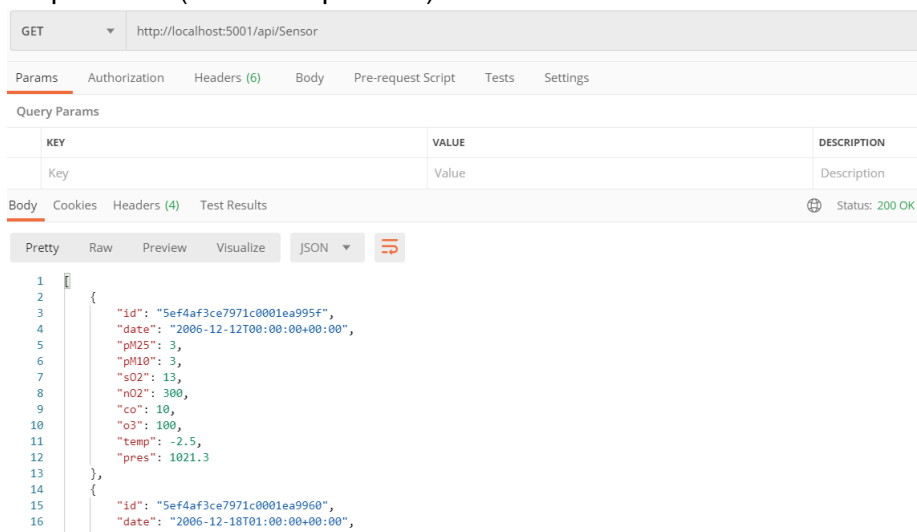 GET http://localhost:5001/api/Sensor
Params Authorization Headers (6) Body Pre-request Script Tests Settings
Query Params
KEY VALUE DESCRIPTION
Key Value Description
Body Cookies Headers (4) Test Results Status: 200 OK
Pretty Raw Preview Visualize JSON
1 [
2 {
3 "id": "5ef4af3ce7971c0001ea995f",
4 "date": "2006-12-12T00:00:00+00:00",
5 "pM25": 3,
6 "pM10": 3,
7 "sO2": 13,
8 "nO2": 300,
9 "co": 10,
10 "o3": 100,
11 "temp": -2.5,
12 "pres": 1021.3
13 },
14 {
15 "id": "5ef4af3ce7971c0001ea9960",
16 "date": "2006-12-18T01:00:00+00:00",